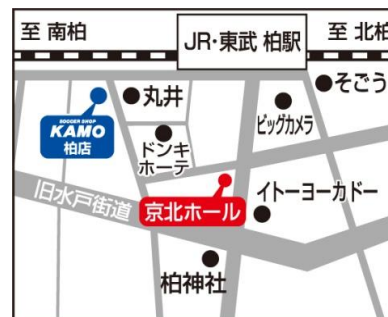 至 南柏
JR・東武 柏駅
至 北柏
丸井
そごう
SOCCER SHOP
KAMO
柏店
ドンキ
ホーテ
ビッグカメラ
旧水戸街道
京北ホール
イトーヨーカドー
柏神社